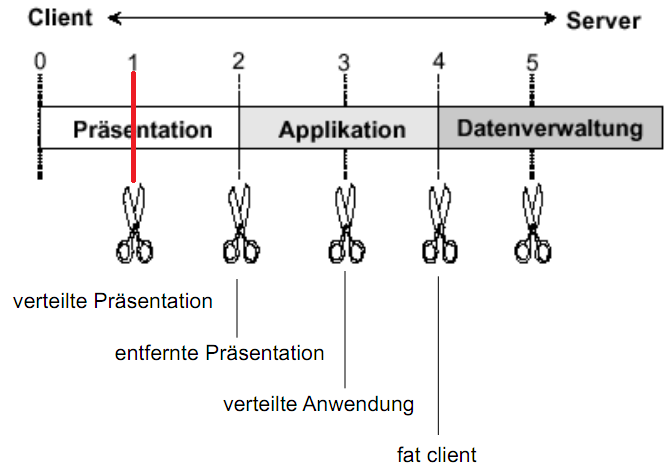 Client
Server
0 1 2 3 4 5
Präsentation Applikation Datenverwaltung
verteilte Präsentation
entfernte Präsentation
verteilte Anwendung
fat client